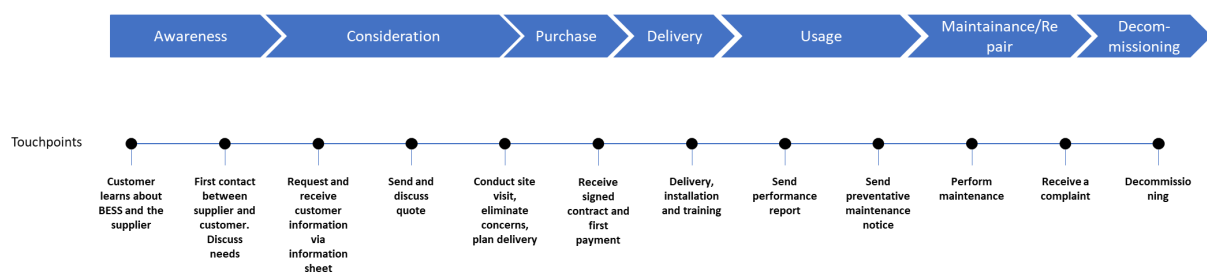 Awareness
Consideration
Purchase
Delivery
Usage
Maintainance/Re
pair
Decom-
missioning
Touchpoints
Customer
learns about
BESS and the
supplier
First contact
between
supplier and
customer.
Discuss
needs
Request and
receive
customer
information
via
information
sheet
Send and
discuss
quote
Conduct site
visit,
eliminate
concerns,
plan delivery
Receive
signed
contract and
first
payment
Delivery,
installation
and training
Send
performance
report
Send
preventative
maintenance
notice
Perform
maintenance
Receive a
complaint
Decommissio
ning